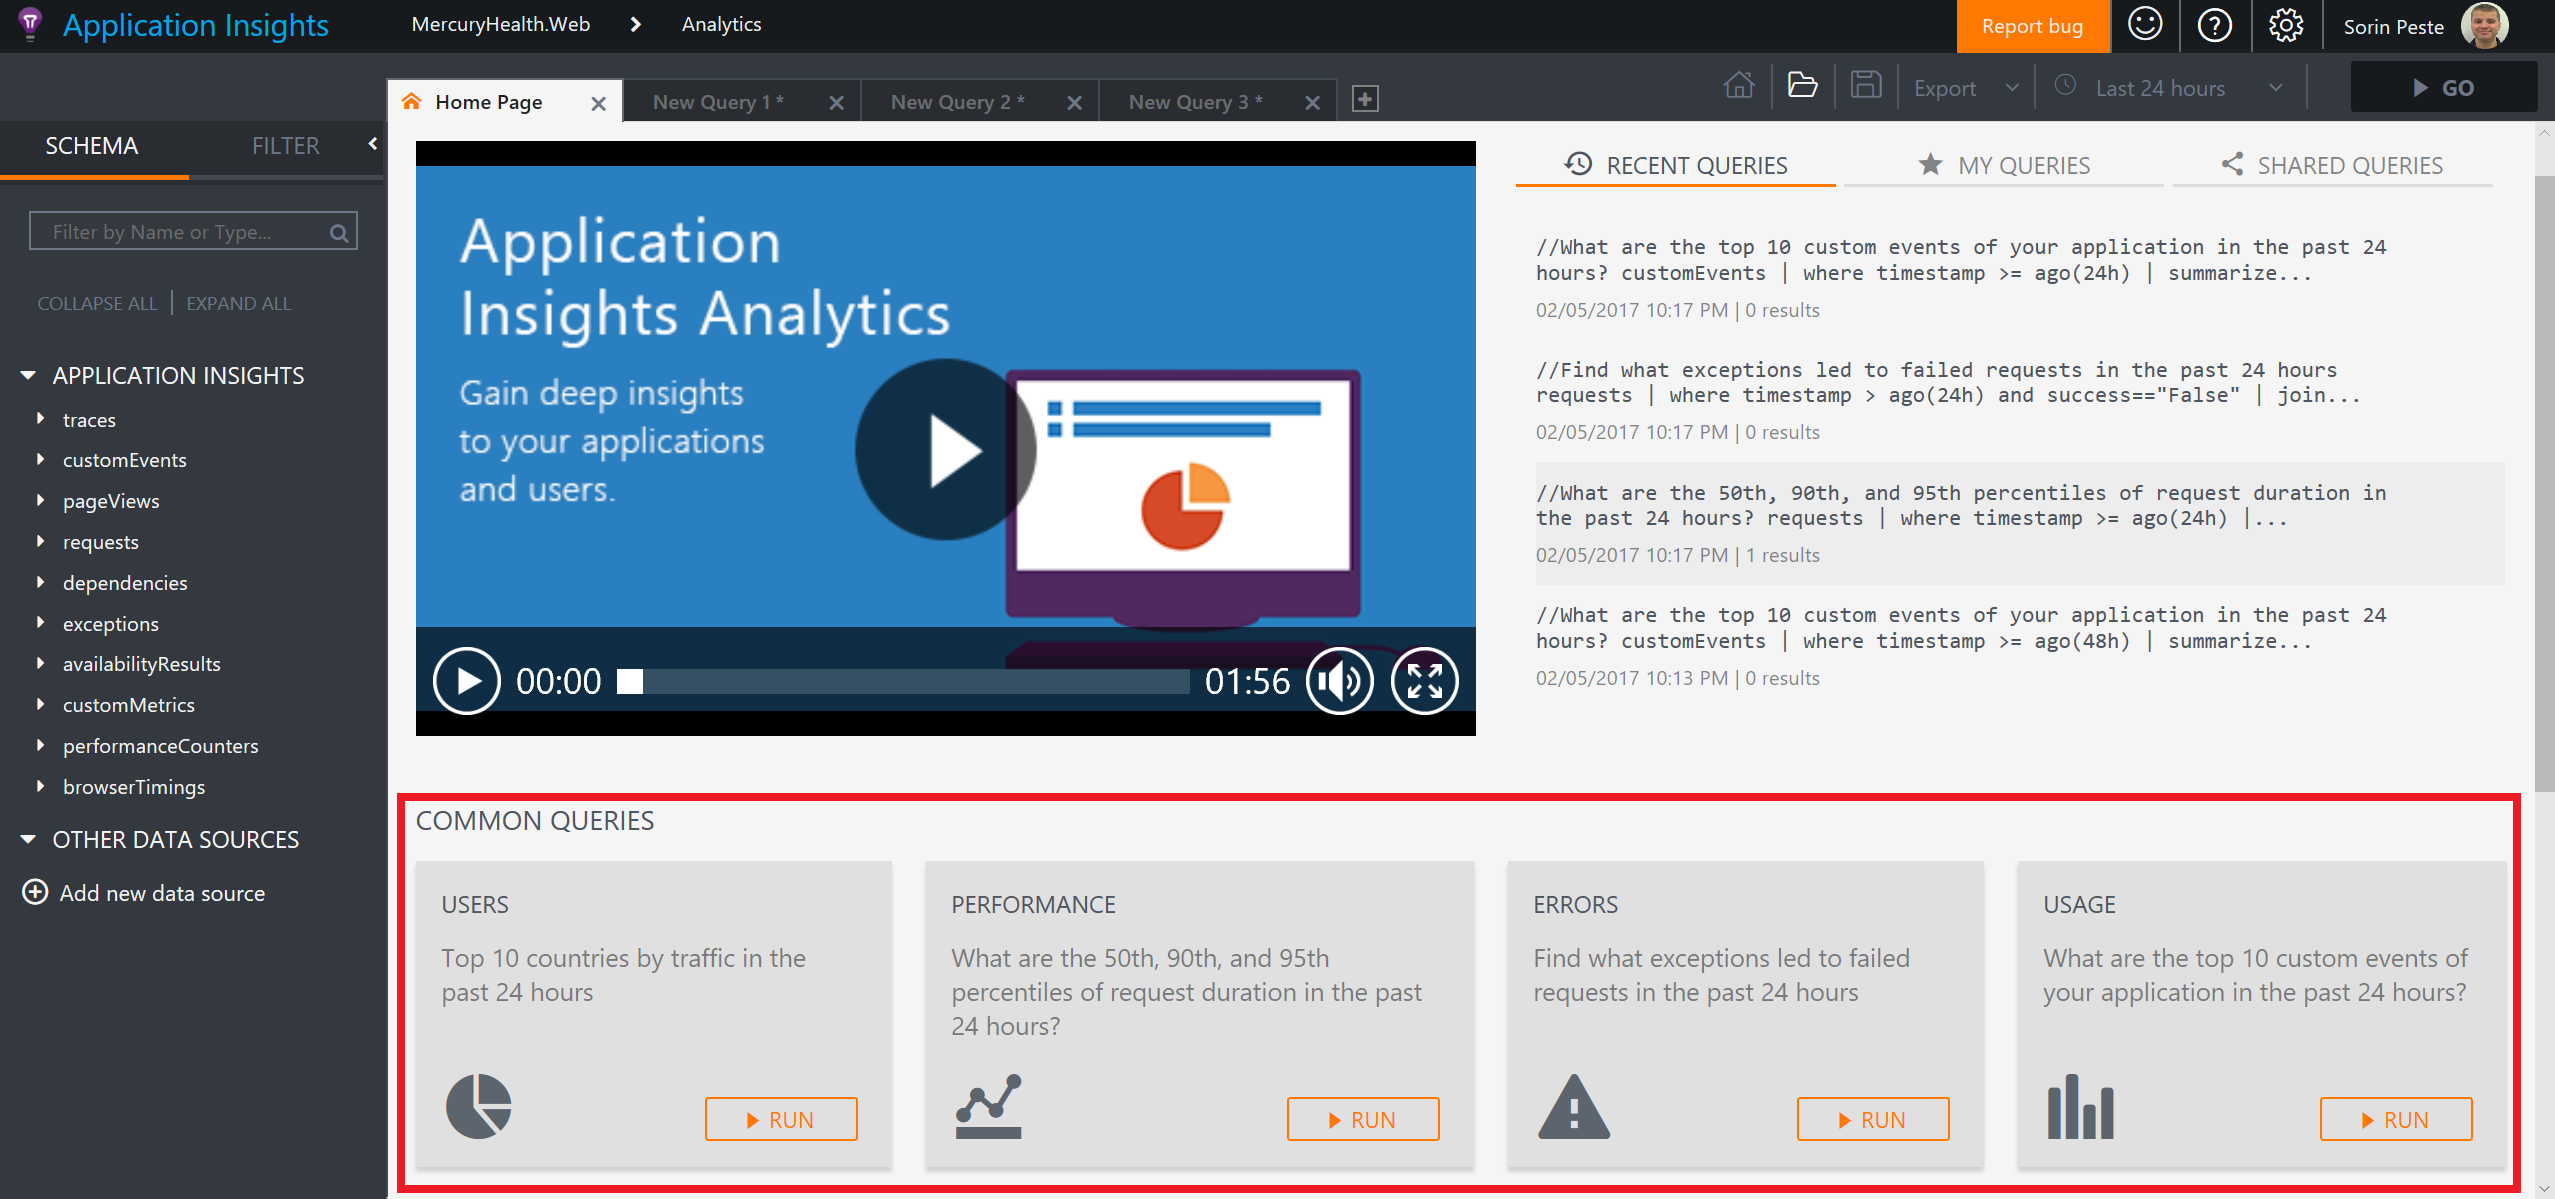 Application Insights
MercuryHealth.Web > Analytics
Report bug
Sorin Peste
Home Page
New Query 1 *
New Query 2 *
New Query 3 *
Export
Last 24 hours
GO
SCHEMA
FILTER
Filter by Name or Type...
COLLAPSE ALL | EXPAND ALL
APPLICATION INSIGHTS
traces
customEvents
pageViews
requests
dependencies
exceptions
availabilityResults
customMetrics
performanceCounters
browserTimings
OTHER DATA SOURCES
Add new data source
Application
Insights Analytics
Gain deep insights
to your applications
and users.
00:00
01:56
RECENT QUERIES
MY QUERIES
SHARED QUERIES
//What are the top 10 custom events of your application in the past 24
hours? customEvents | where timestamp >= ago(24h) | summarize...
02/05/2017 10:17 PM | 0 results
//Find what exceptions led to failed requests in the past 24 hours
requests | where timestamp > ago(24h) and success=="False" | join...
02/05/2017 10:17 PM | 0 results
//What are the 50th, 90th, and 95th percentiles of request duration in
the past 24 hours? requests | where timestamp >= ago(24h) |...
02/05/2017 10:17 PM | 1 results
//What are the top 10 custom events of your application in the past 24
hours? customEvents | where timestamp >= ago(48h) | summarize...
02/05/2017 10:13 PM | 0 results
COMMON QUERIES
USERS
Top 10 countries by traffic in the
past 24 hours
RUN
PERFORMANCE
What are the 50th, 90th, and 95th
percentiles of request duration in the past
24 hours?
RUN
ERRORS
Find what exceptions led to failed
requests in the past 24 hours
RUN
USAGE
What are the top 10 custom events of
your application in the past 24 hours?
RUN